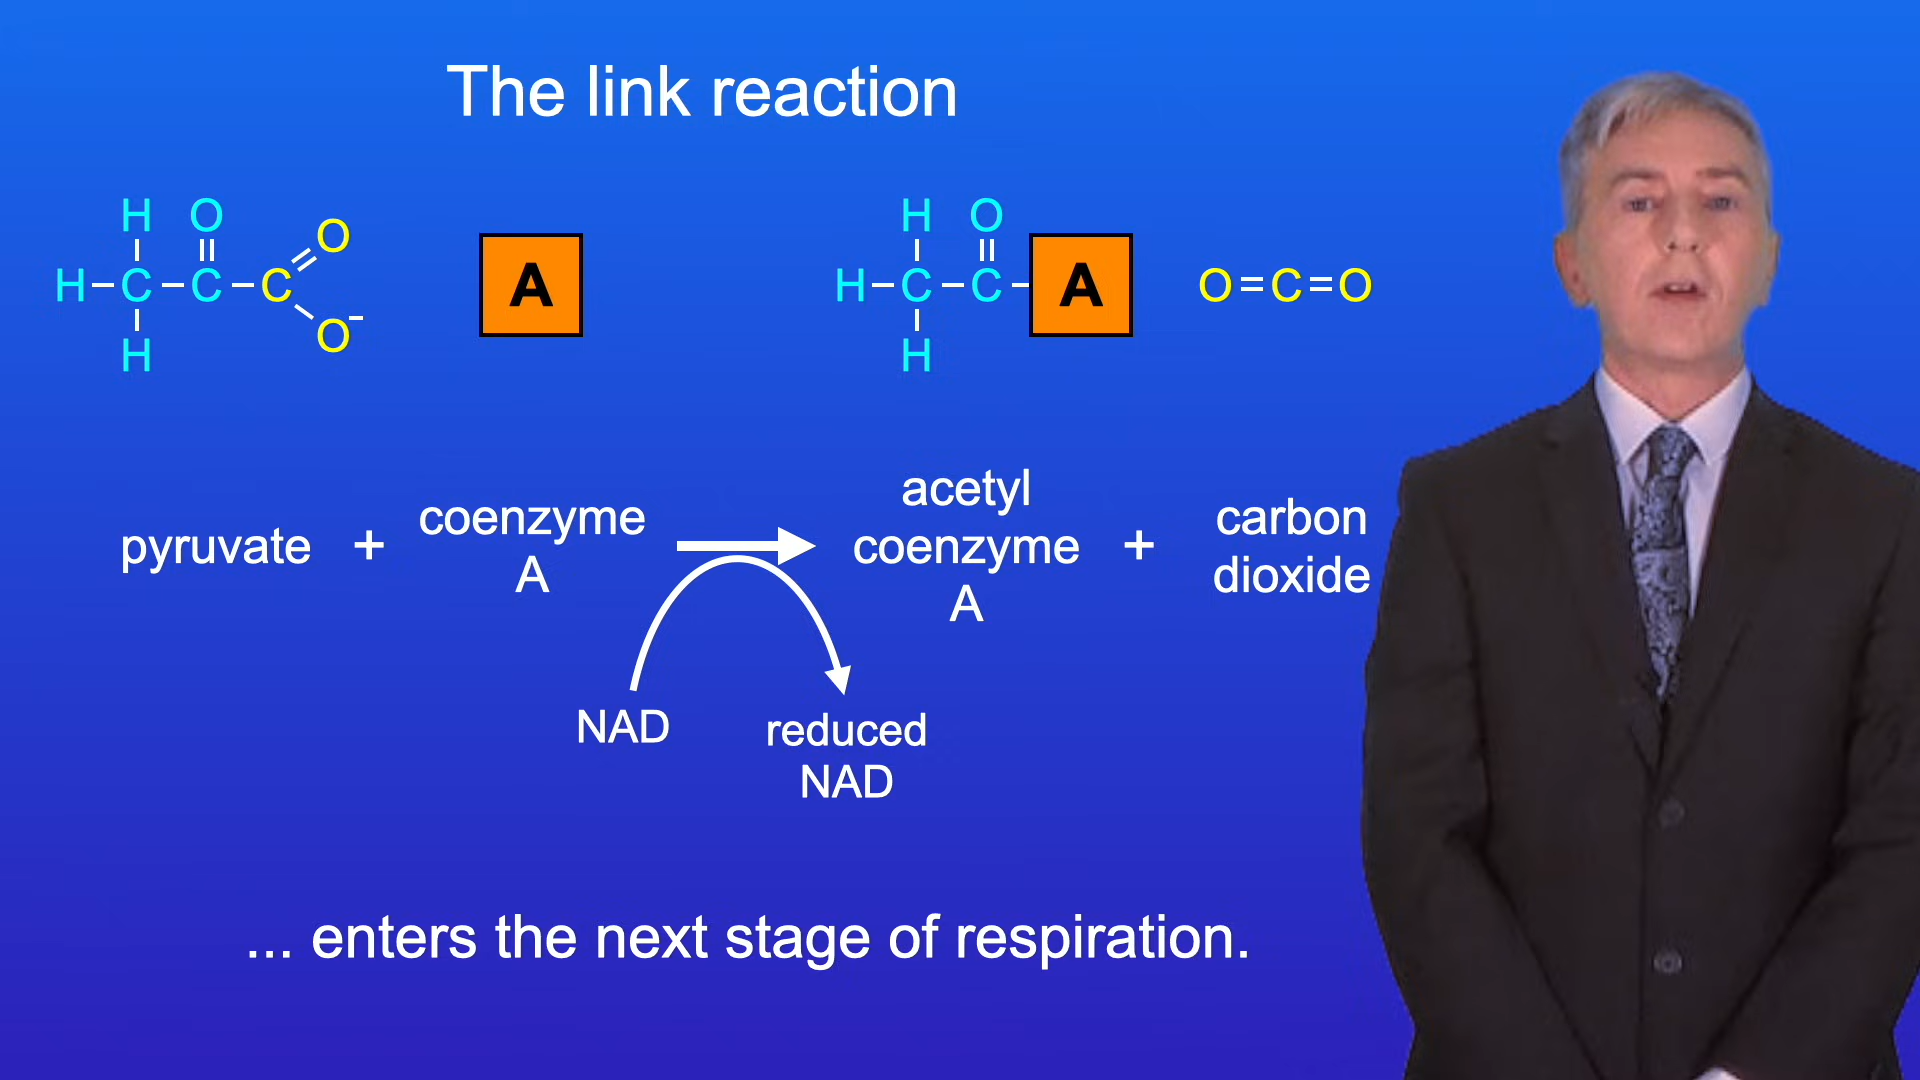 The link reaction
H O
O
H–C–C–C
O⁻
H
A
H O
H–C–C–A
H
O=C=O
pyruvate + coenzyme A
acetyl coenzyme A + carbon dioxide
NAD
reduced NAD
... enters the next stage of respiration.